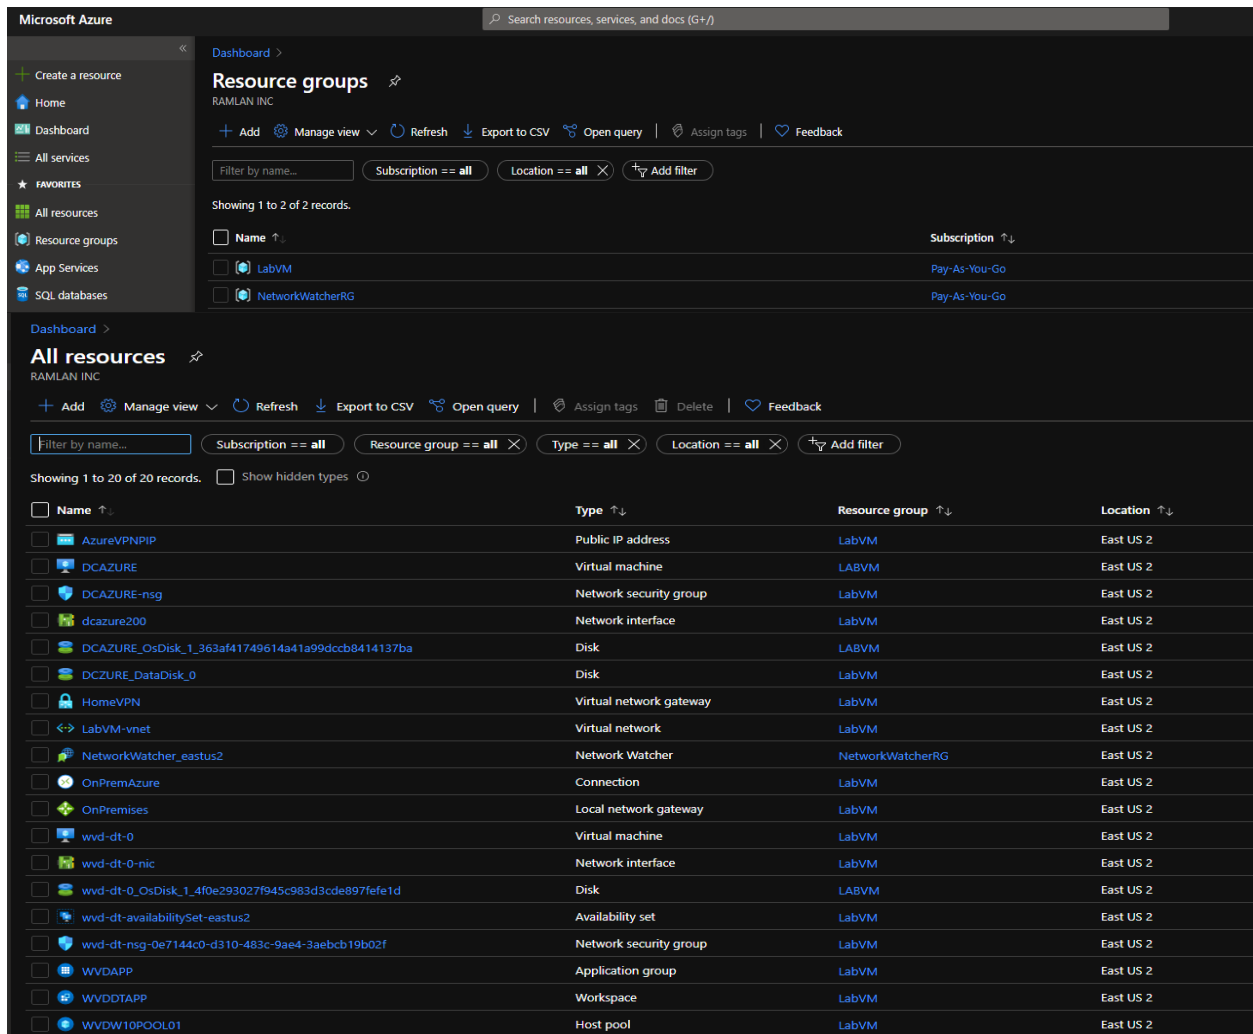 Microsoft Azure
Search resources, services, and docs (G+/)
«
Create a resource
Home
Dashboard
All services
FAVORITES
All resources
Resource groups
App Services
SQL databases
Dashboard >
Resource groups
RAMLAN INC
Add Manage view Refresh Export to CSV Open query Assign tags Feedback
Filter by name... Subscription == all Location == all Add filter
Showing 1 to 2 of 2 records.
Name ↑↓ Subscription ↑↓
LabVM Pay-As-You-Go
NetworkWatcherRG Pay-As-You-Go
Dashboard >
All resources
RAMLAN INC
Add Manage view Refresh Export to CSV Open query Assign tags Delete Feedback
Filter by name... Subscription == all Resource group == all Type == all Location == all Add filter
Showing 1 to 20 of 20 records. Show hidden types
Name ↑↓ Type ↑↓ Resource group ↑↓ Location ↑↓
AzureVPNPIP Public IP address LabVM East US 2
DCAZURE Virtual machine LABVM East US 2
DCAZURE-nsg Network security group LabVM East US 2
dcazure200 Network interface LabVM East US 2
DCAZURE_OsDisk_1_363af41749614a41a99dccb8414137ba Disk LABVM East US 2
DCZURE_DataDisk_0 Disk LabVM East US 2
HomeVPN Virtual network gateway LabVM East US 2
LabVM-vnet Virtual network LabVM East US 2
NetworkWatcher_eastus2 Network Watcher NetworkWatcherRG East US 2
OnPremAzure Connection LabVM East US 2
OnPremises Local network gateway LabVM East US 2
wvd-dt-0 Virtual machine LabVM East US 2
wvd-dt-0-nic Network interface LabVM East US 2
wvd-dt-0_OsDisk_1_4f0e293027f945c983d3cde897fefe1d Disk LABVM East US 2
wvd-dt-availabilitySet-eastus2 Availability set LabVM East US 2
wvd-dt-nsg-0e7144c0-d310-483c-9ae4-3aebcb19b02f Network security group LabVM East US 2
WVDAPP Application group LabVM East US 2
WVDDTAPP Workspace LabVM East US 2
WVDW10POOL01 Host pool LabVM East US 2